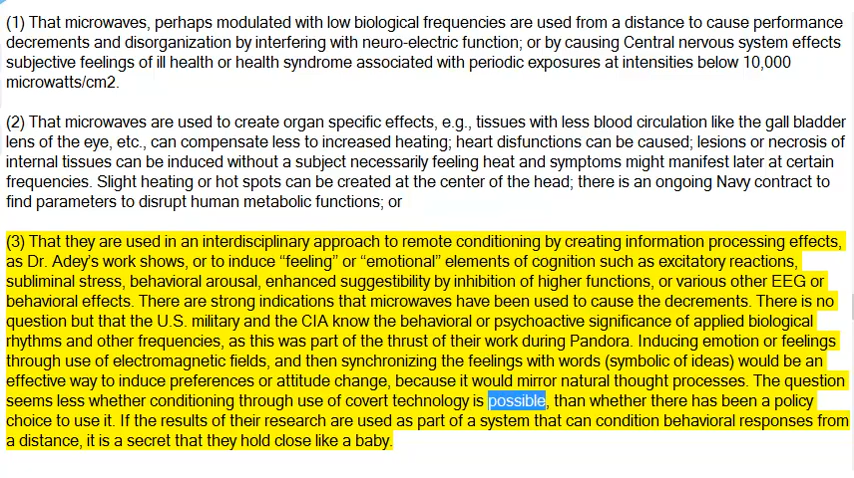 (1) That microwaves, perhaps modulated with low biological frequencies are used from a distance to cause performance
decrements and disorganization by interfering with neuro-electric function; or by causing Central nervous system effects
subjective feelings of ill health or health syndrome associated with periodic exposures at intensities below 10,000
microwatts/cm2.
(2) That microwaves are used to create organ specific effects, e.g., tissues with less blood circulation like the gall bladder
lens of the eye, etc., can compensate less to increased heating; heart disfunctions can be caused; lesions or necrosis of
internal tissues can be induced without a subject necessarily feeling heat and symptoms might manifest later at certain
frequencies. Slight heating or hot spots can be created at the center of the head; there is an ongoing Navy contract to
find parameters to disrupt human metabolic functions; or
(3) That they are used in an interdisciplinary approach to remote conditioning by creating information processing effects,
as Dr. Adey's work shows, or to induce “feeling” or “emotional” elements of cognition such as excitatory reactions,
subliminal stress, behavioral arousal, enhanced suggestibility by inhibition of higher functions, or various other EEG or
behavioral effects. There are strong indications that microwaves have been used to cause the decrements. There is no
question but that the U.S. military and the CIA know the behavioral or psychoactive significance of applied biological
rhythms and other frequencies, as this was part of the thrust of their work during Pandora. Inducing emotion or feelings
through use of electromagnetic fields, and then synchronizing the feelings with words (symbolic of ideas) would be an
effective way to induce preferences or attitude change, because it would mirror natural thought processes. The question
seems less whether conditioning through use of covert technology is possible, than whether there has been a policy
choice to use it. If the results of their research are used as part of a system that can condition behavioral responses from
a distance, it is a secret that they hold close like a baby.